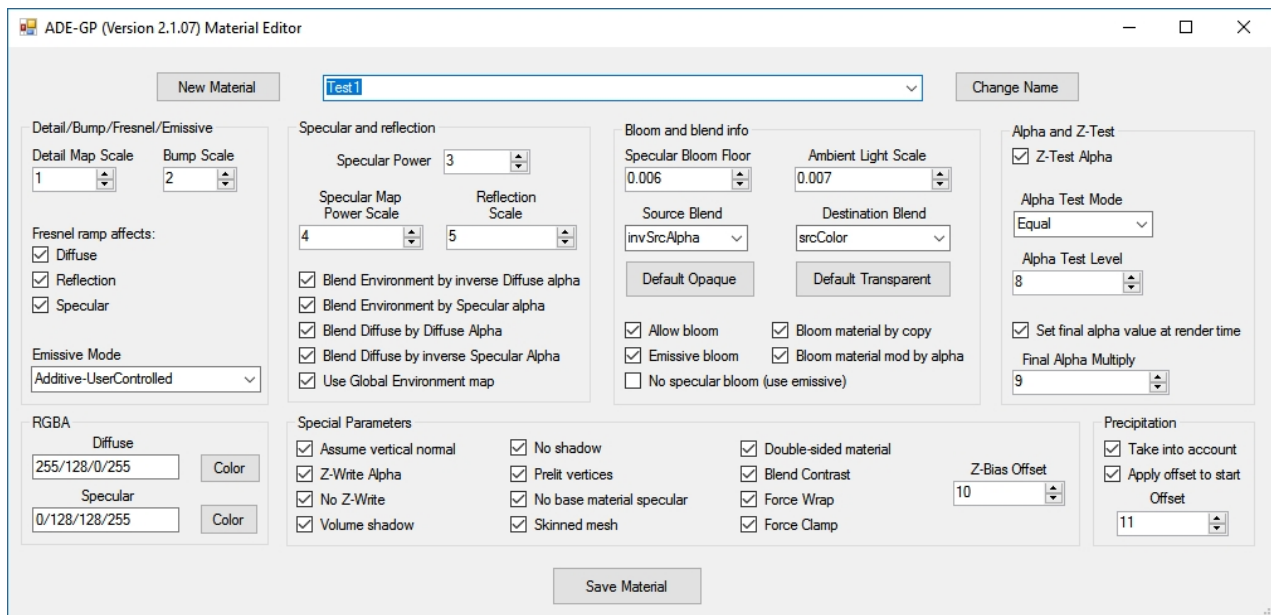 ADE-GP (Version 2.1.07) Material Editor
New Material
Test1
Change Name
Detail/Bump/Fresnel/Emissive
Detail Map Scale
Bump Scale
1
2
Fresnel ramp affects:
Diffuse
Reflection
Specular
Emissive Mode
Additive-UserControlled
Specular and reflection
Specular Power
3
Specular Map
Power Scale
Reflection
Scale
4
5
Blend Environment by inverse Diffuse alpha
Blend Environment by Specular alpha
Blend Diffuse by Diffuse Alpha
Blend Diffuse by inverse Specular Alpha
Use Global Environment map
Bloom and blend info
Specular Bloom Floor
Ambient Light Scale
0.006
0.007
Source Blend
Destination Blend
invSrcAlpha
srcColor
Default Opaque
Default Transparent
Allow bloom
Bloom material by copy
Emissive bloom
Bloom material mod by alpha
No specular bloom (use emissive)
Alpha and Z-Test
Z-Test Alpha
Alpha Test Mode
Equal
Alpha Test Level
8
Set final alpha value at render time
Final Alpha Multiply
9
RGBA
Diffuse
255/128/0/255
Color
Specular
0/128/128/255
Color
Special Parameters
Assume vertical normal
No shadow
Double-sided material
Z-Write Alpha
Prelit vertices
Blend Contrast
No Z-Write
No base material specular
Force Wrap
Volume shadow
Skinned mesh
Force Clamp
Z-Bias Offset
10
Precipitation
Take into account
Apply offset to start
Offset
11
Save Material